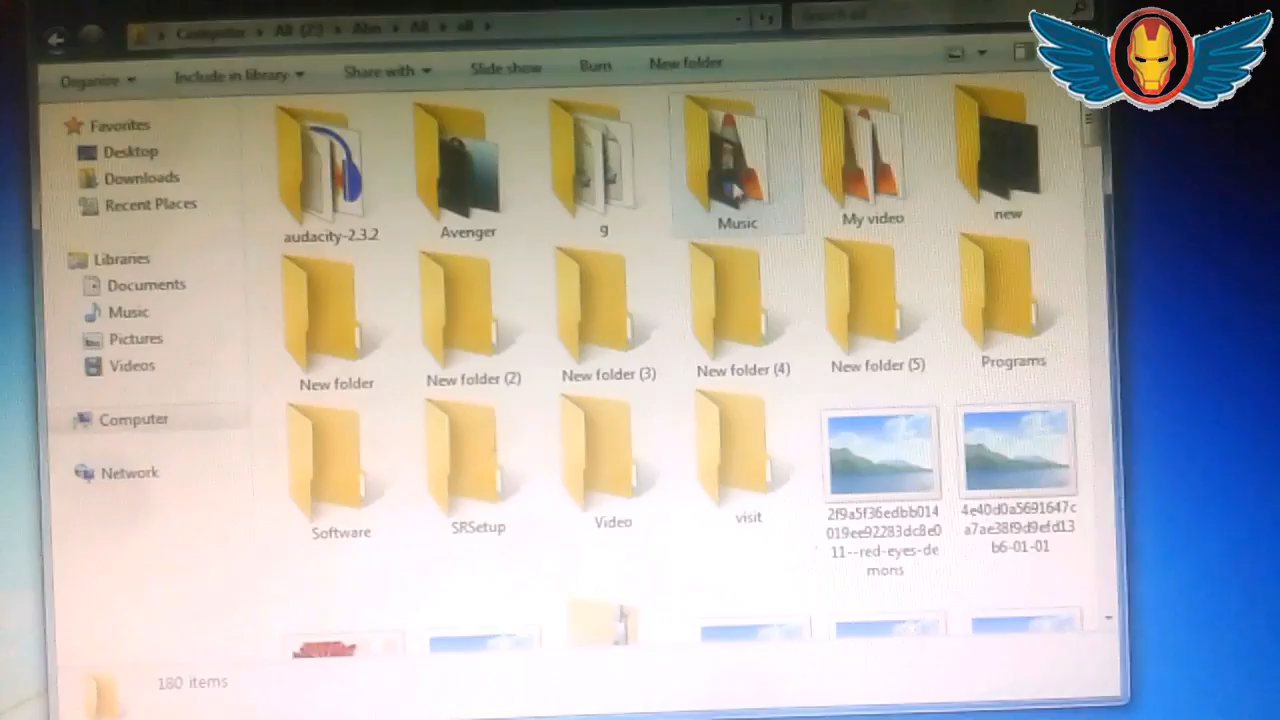 Computer
Organize
Include in library
Share with
Slide show
Burn
New folder
Favorites
Desktop
Downloads
Recent Places
Libraries
Documents
Music
Pictures
Videos
Computer
Network
audacity-2.3.2
Avenger
g
Music
My video
new
New folder
New folder (2)
New folder (3)
New folder (4)
New folder (5)
Programs
Software
SRSetup
Video
visit
2f9a5f36edbb014
019ee92283dc8e0
11--red-eyes-de
mons
4e40d0a5691647c
a7ae38f9d9efd13
b6-01-01
180 items